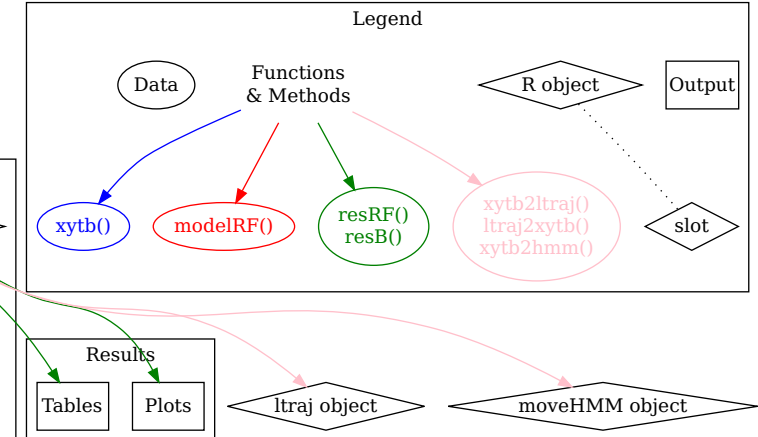 Legend
Data
Functions
& Methods
R object
Output
xytb()
modelRF()
resRF()
resB()
xytb2ltraj()
ltraj2xytb()
xytb2hmm()
slot
Results
Tables
Plots
ltraj object
moveHMM object